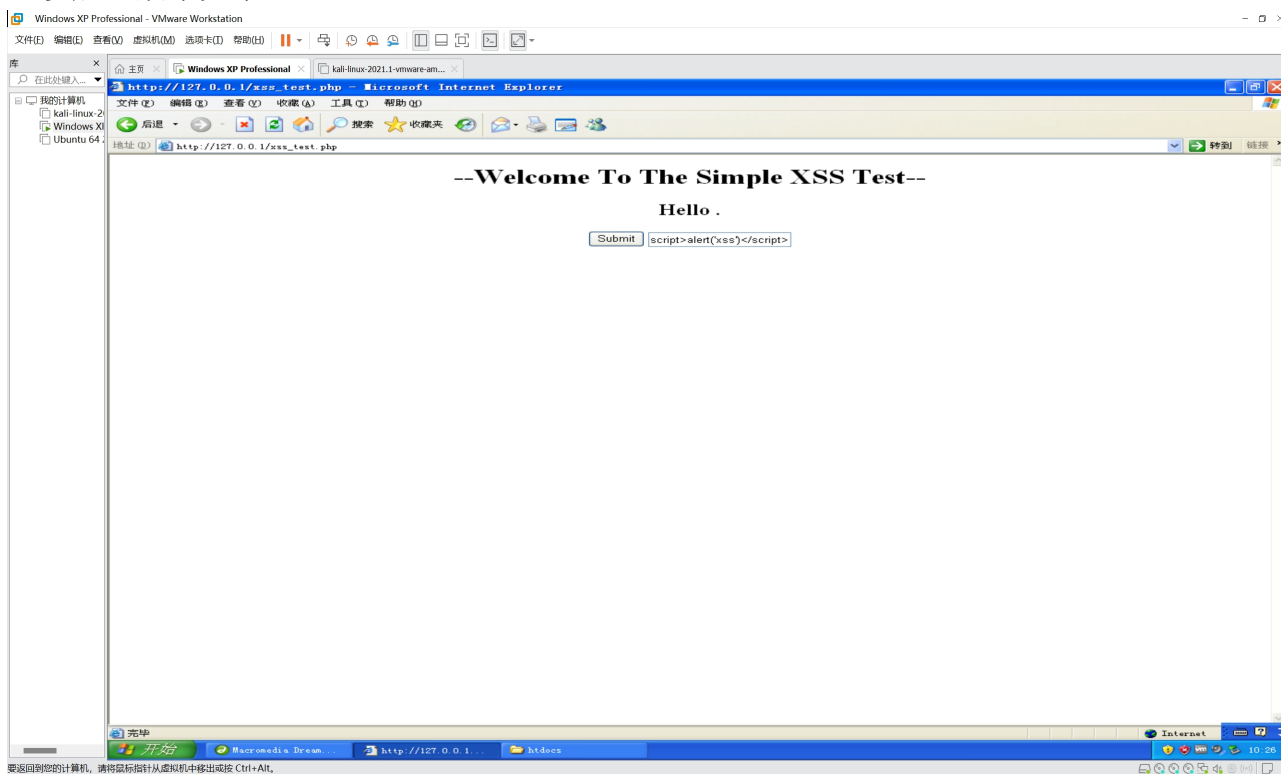 Windows XP Professional - VMware Workstation
文件(F) 编辑(E) 查看(V) 虚拟机(M) 选项卡(T) 帮助(H)
库
在此处键入...
我的计算机
kali-linux-2
Windows XI
Ubuntu 64
主页 Windows XP Professional kali-linux-2021.1-vmware-am...
http://127.0.0.1/xss_test.php - Microsoft Internet Explorer
文件(F) 编辑(E) 查看(V) 收藏(A) 工具(T) 帮助(H)
后退 搜索 收藏夹
地址(D) http://127.0.0.1/xss_test.php 转到 链接
--Welcome To The Simple XSS Test--
Hello .
Submit script>alert('xss')</script>
完毕 Internet
开始 Macromedia Dream... http://127.0.0.1... htdocs 10:26
要返回到您的计算机，请将鼠标指针从虚拟机中移出或按 Ctrl+Alt。